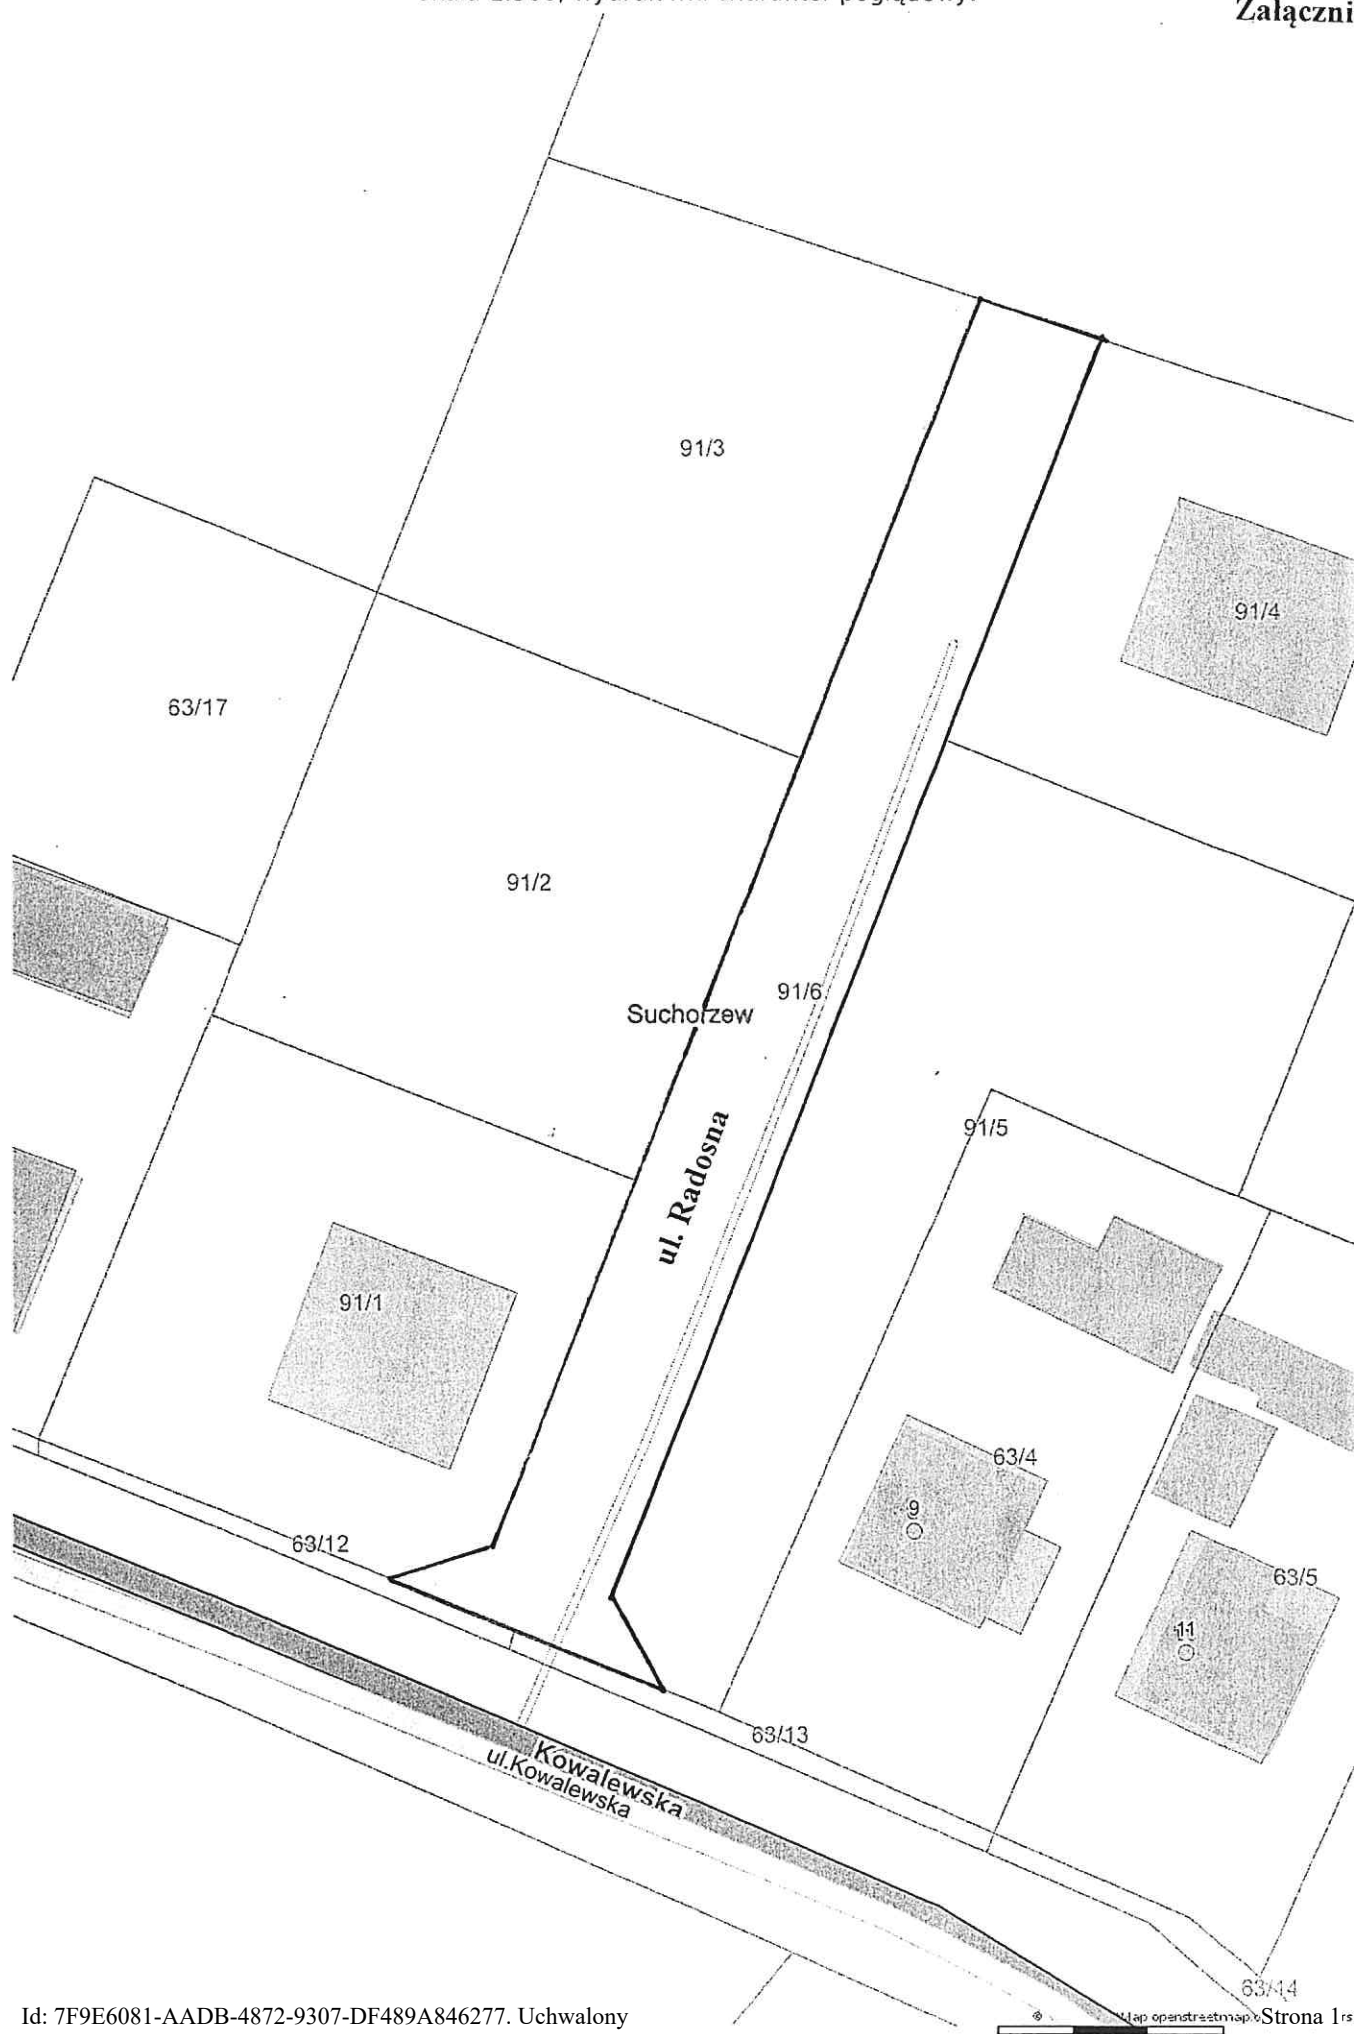 Załączni
91/3
91/4
63/17
91/2
91/6
Suchorzew
ul. Radosna
91/5
91/1
63/4
9
63/12
63/5
11
63/13
Kowalewska
ul.Kowalewska
63/14
Map openstreetmap.o
Id: 7F9E6081-AADB-4872-9307-DF489A846277. Uchwalony
Strona 1